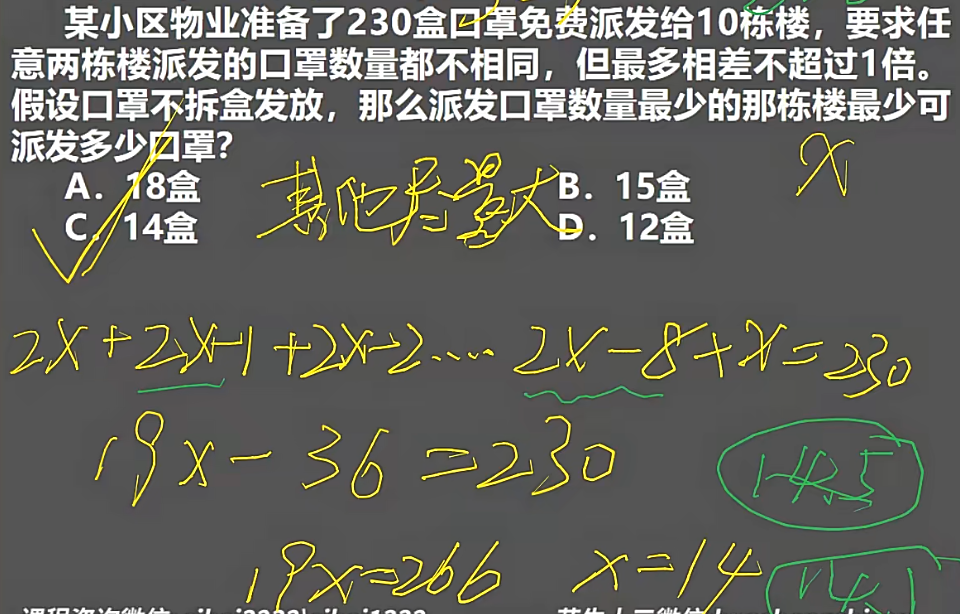 某小区物业准备了230盒口罩免费派发给10栋楼，要求任
意两栋楼派发的口罩数量都不相同，但最多相差不超过1倍。
假设口罩不拆盒发放，那么派发口罩数量最少的那栋楼最少可
派发多少口罩？
x
A．18盒 B．15盒
其他尽量大
C．14盒 D．12盒
2x+2x-1+2x-2.... 2x-8+x=230
19x-36=230
14.5
19x=266 x=14
14.1